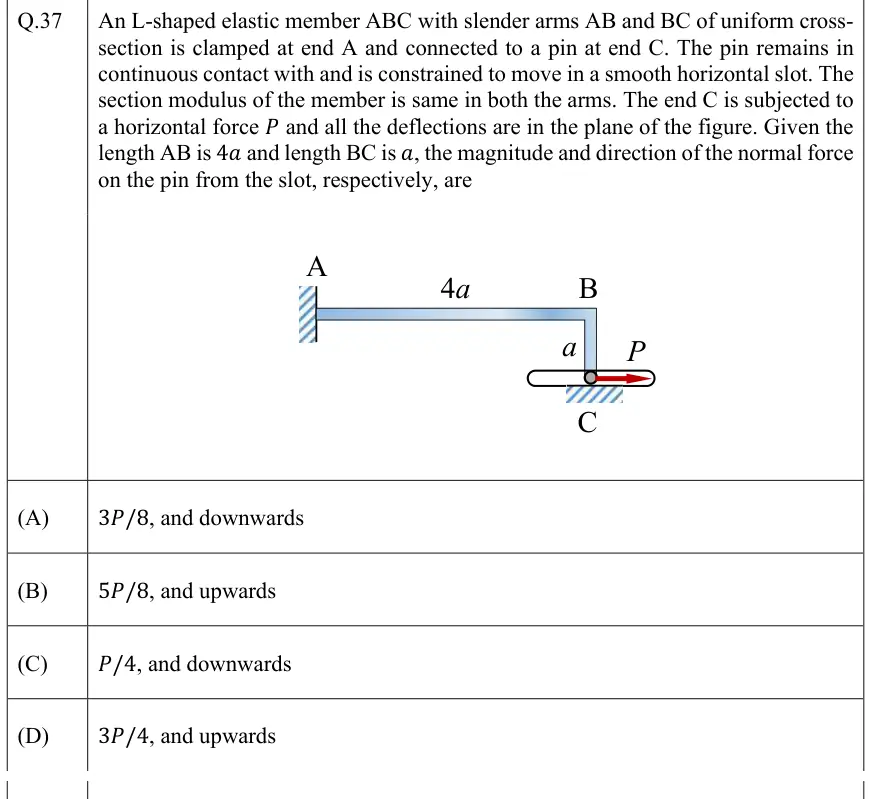 Q.37
An L-shaped elastic member ABC with slender arms AB and BC of uniform cross-
section is clamped at end A and connected to a pin at end C. The pin remains in
continuous contact with and is constrained to move in a smooth horizontal slot. The
section modulus of the member is same in both the arms. The end C is subjected to
a horizontal force P and all the deflections are in the plane of the figure. Given the
length AB is 4a and length BC is a, the magnitude and direction of the normal force
on the pin from the slot, respectively, are
A
4a
B
a
P
C
(A) 3P/8, and downwards
(B) 5P/8, and upwards
(C) P/4, and downwards
(D) 3P/4, and upwards